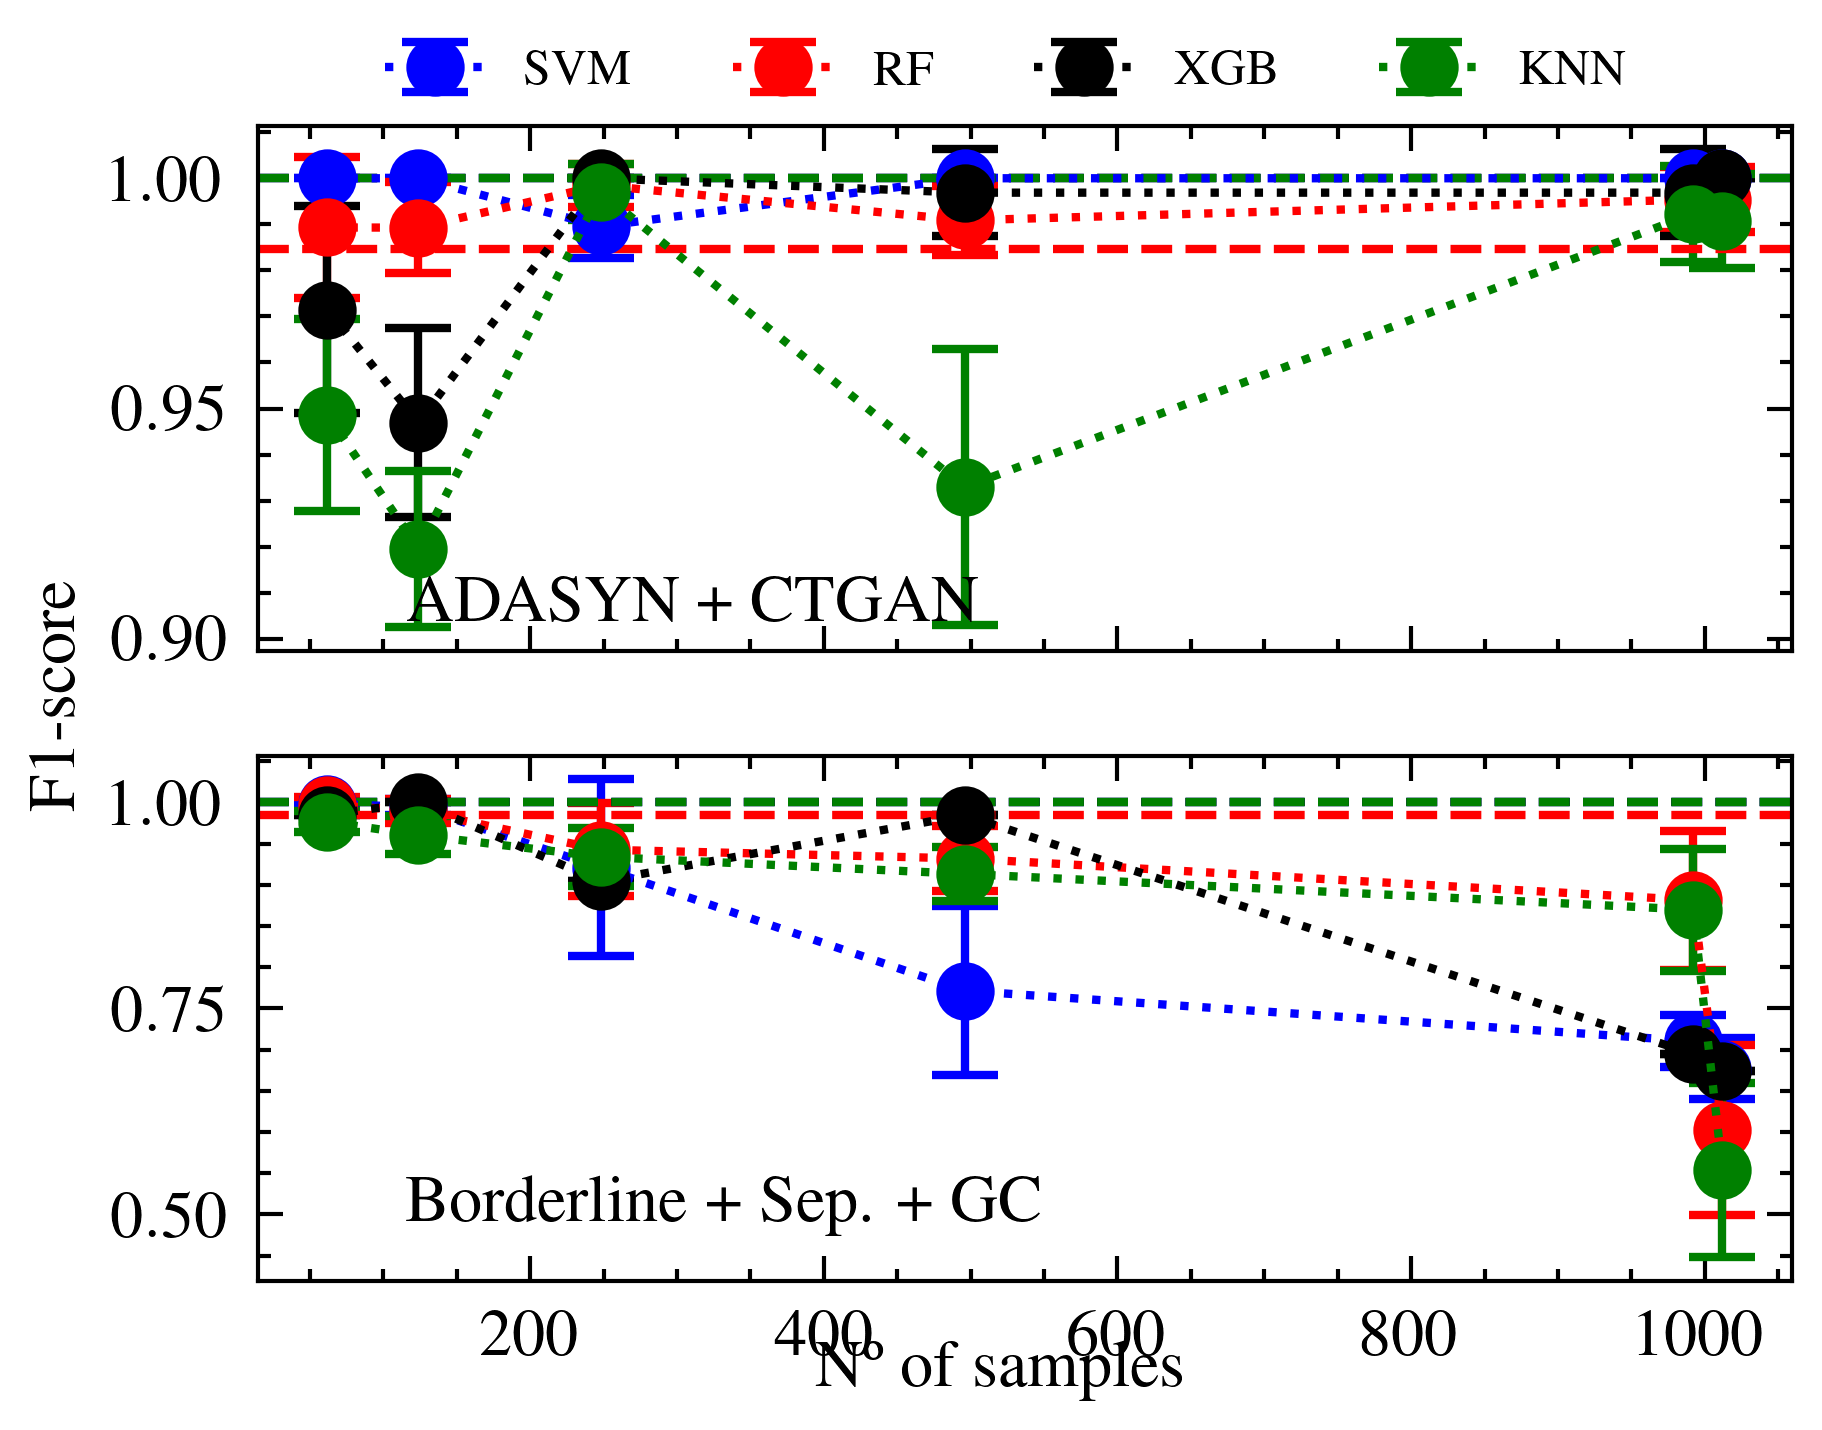 SVM RF XGB KNN
1.00
0.95
0.90
ADASYN + CTGAN
F1-score
1.00
0.75
0.50
Borderline + Sep. + GC
200 400 600 800 1000
Nº of samples